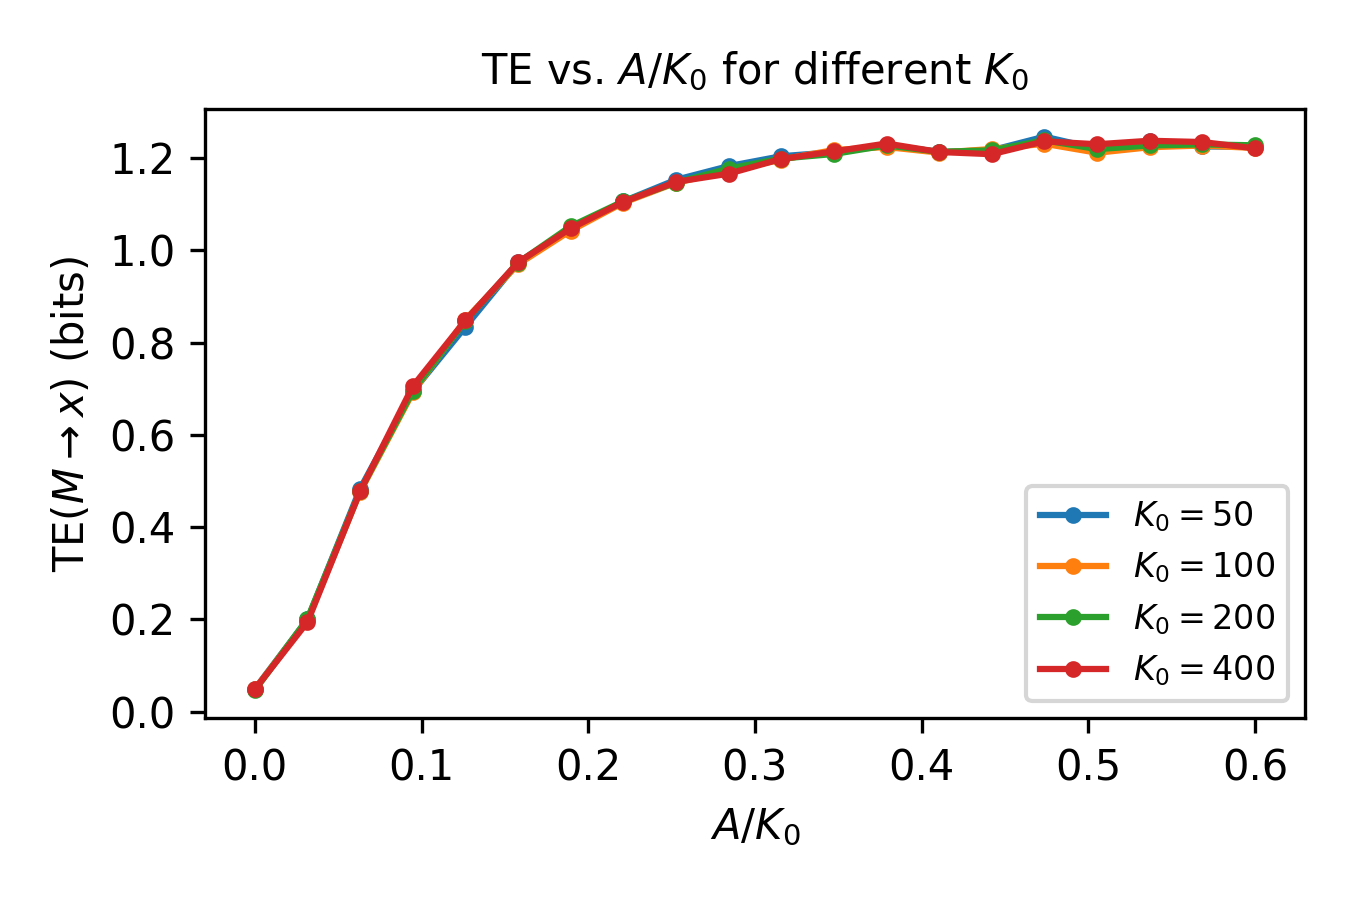 TE vs. A/K₀ for different K₀
TE(M → x) (bits)
1.2
1.0
0.8
0.6
0.4
0.2
0.0
0.0 0.1 0.2 0.3 0.4 0.5 0.6
A/K₀
K₀ = 50
K₀ = 100
K₀ = 200
K₀ = 400